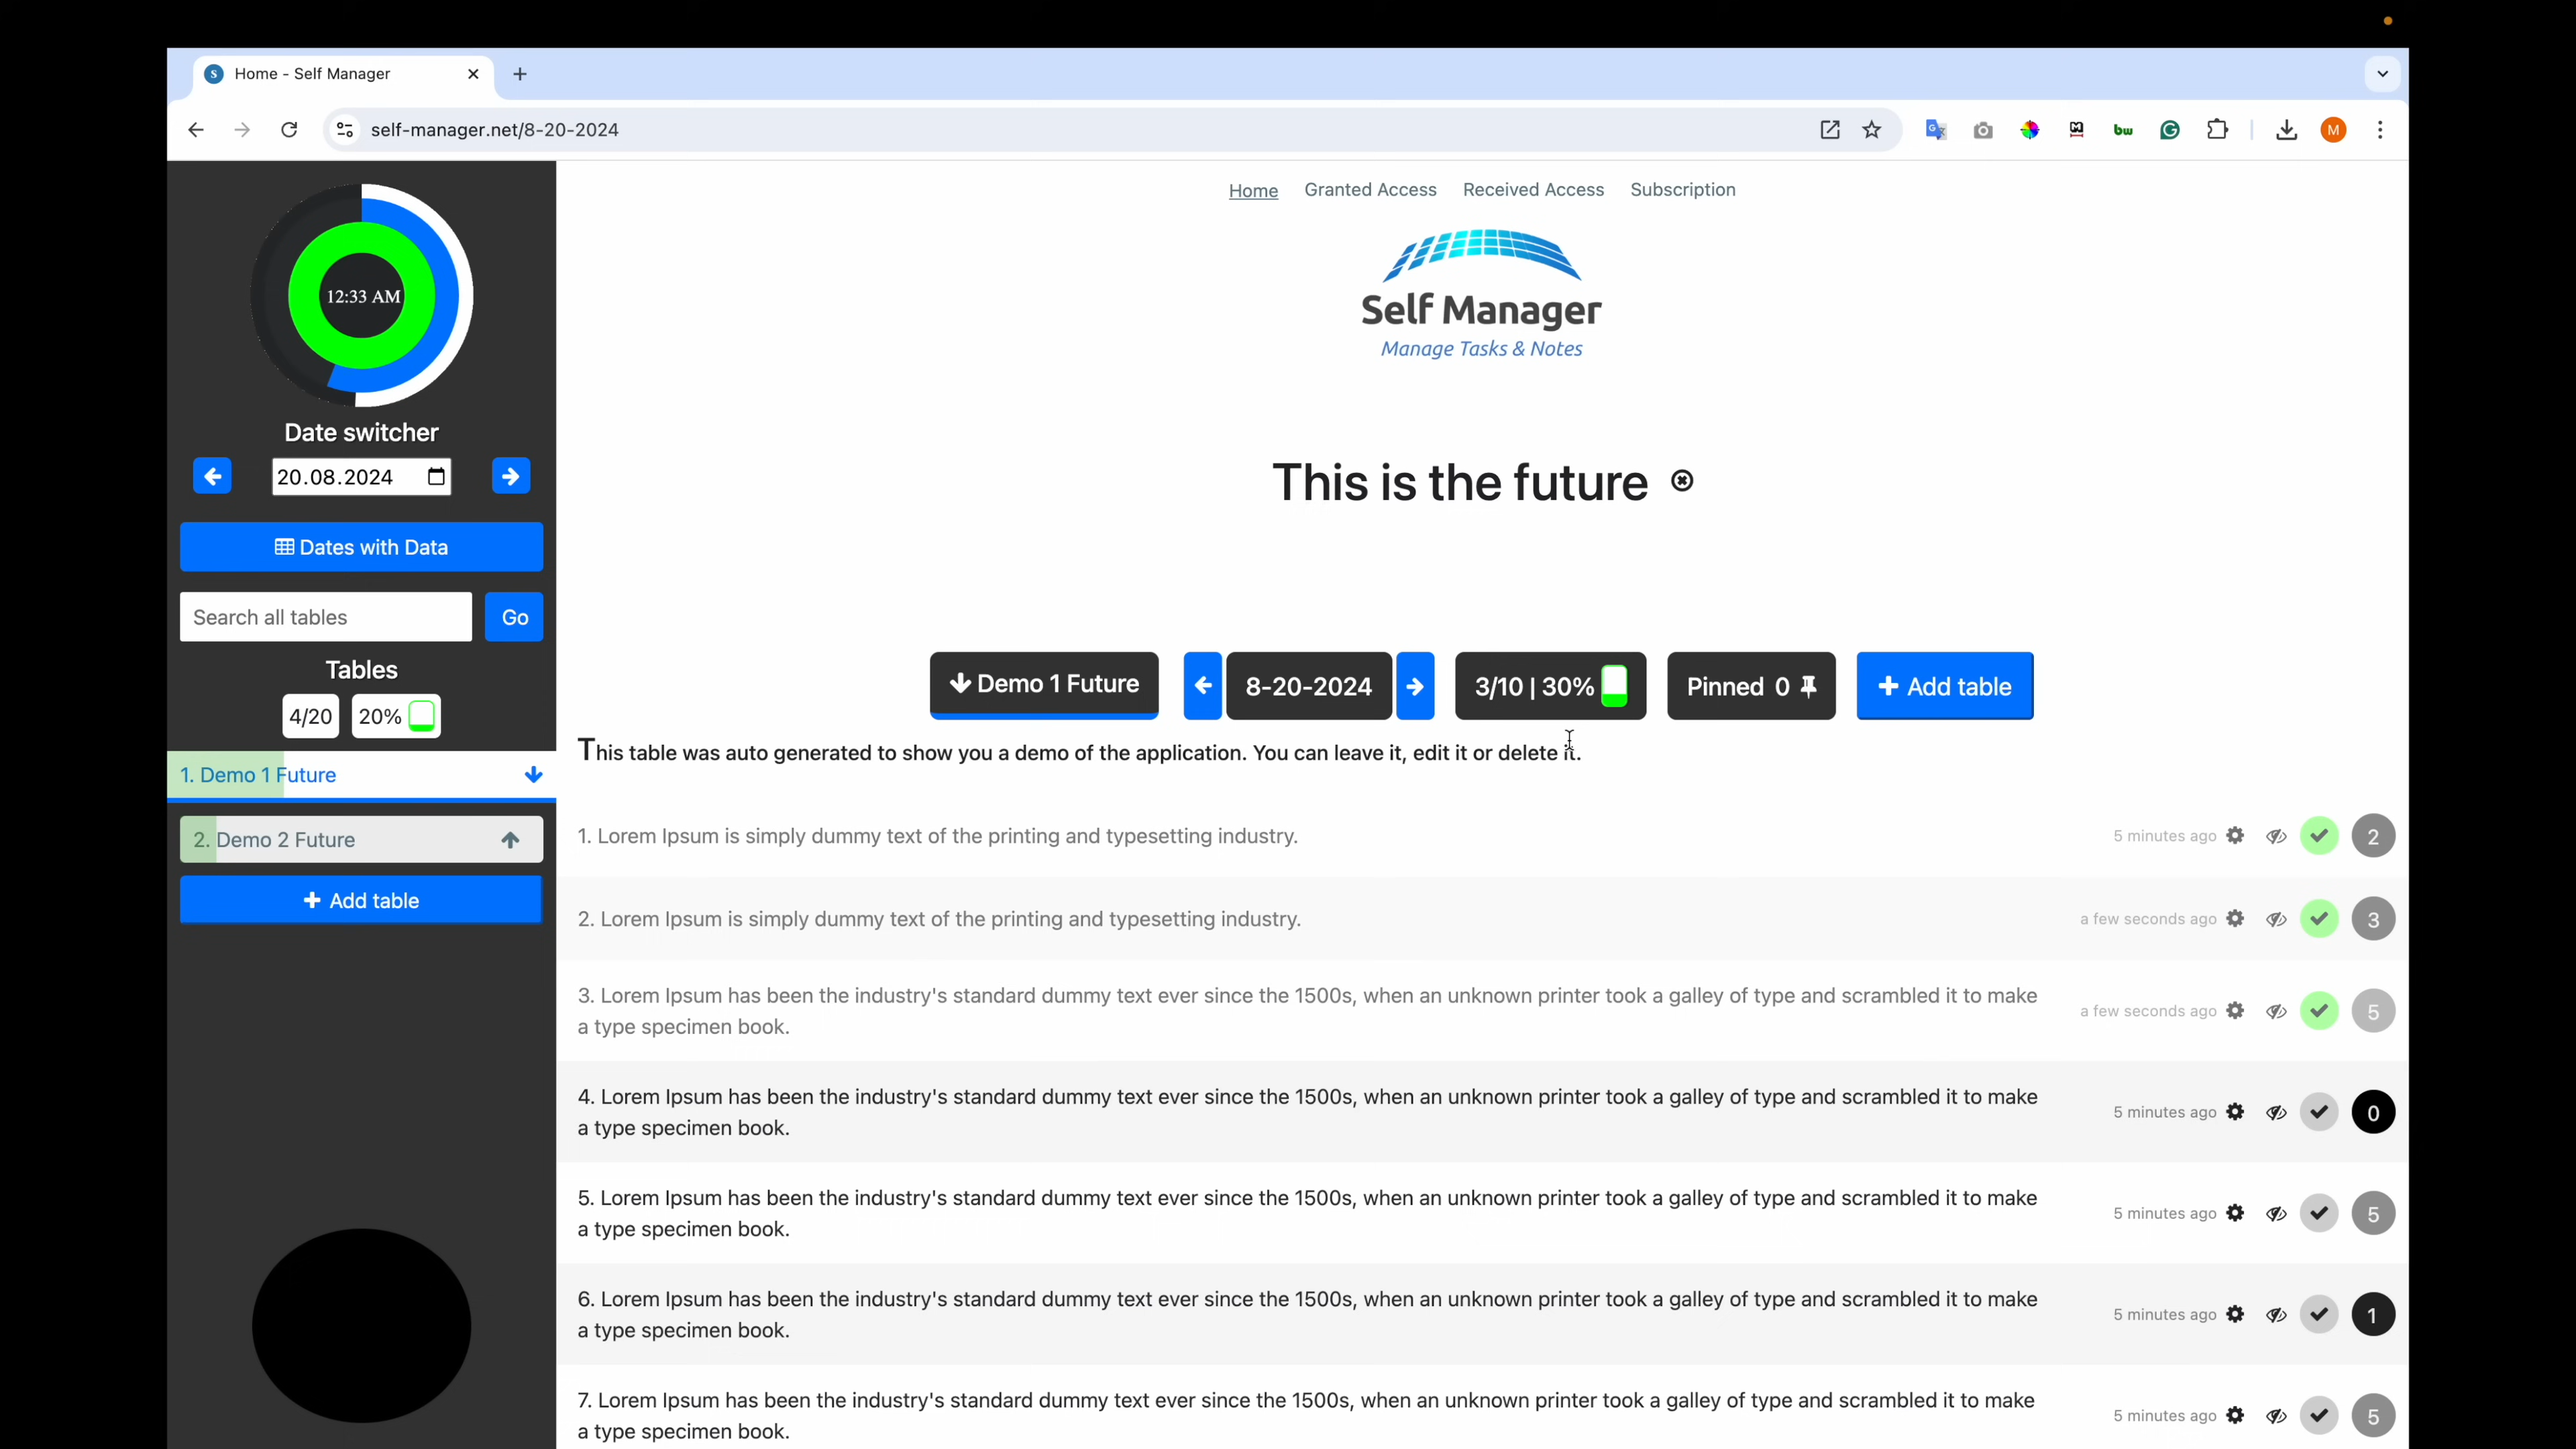 Home - Self Manager
self-manager.net/8-20-2024
M
bw
Home Granted Access Received Access Subscription
Self Manager
Manage Tasks & Notes
12:33 AM
Date switcher
20.08.2024
Dates with Data
Search all tables Go
Tables
4/20 20%
1. Demo 1 Future
2. Demo 2 Future
Add table
This is the future
Demo 1 Future 8-20-2024 3/10 | 30% Pinned 0 Add table
This table was auto generated to show you a demo of the application. You can leave it, edit it or delete it.
1. Lorem Ipsum is simply dummy text of the printing and typesetting industry. 5 minutes ago 2
2. Lorem Ipsum is simply dummy text of the printing and typesetting industry. a few seconds ago 3
3. Lorem Ipsum has been the industry's standard dummy text ever since the 1500s, when an unknown printer took a galley of type and scrambled it to make
a type specimen book. a few seconds ago 5
4. Lorem Ipsum has been the industry's standard dummy text ever since the 1500s, when an unknown printer took a galley of type and scrambled it to make
a type specimen book. 5 minutes ago 0
5. Lorem Ipsum has been the industry's standard dummy text ever since the 1500s, when an unknown printer took a galley of type and scrambled it to make
a type specimen book. 5 minutes ago 5
6. Lorem Ipsum has been the industry's standard dummy text ever since the 1500s, when an unknown printer took a galley of type and scrambled it to make
a type specimen book. 5 minutes ago 1
7. Lorem Ipsum has been the industry's standard dummy text ever since the 1500s, when an unknown printer took a galley of type and scrambled it to make
a type specimen book. 5 minutes ago 5